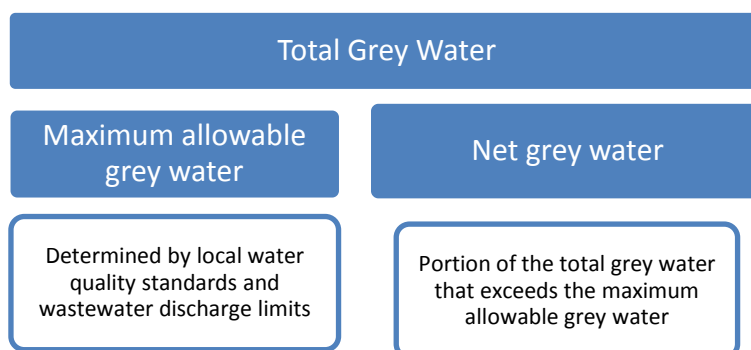 Total Grey Water
Maximum allowable
grey water
Net grey water
Determined by local water
quality standards and
wastewater discharge limits
Portion of the total grey water
that exceeds the maximum
allowable grey water